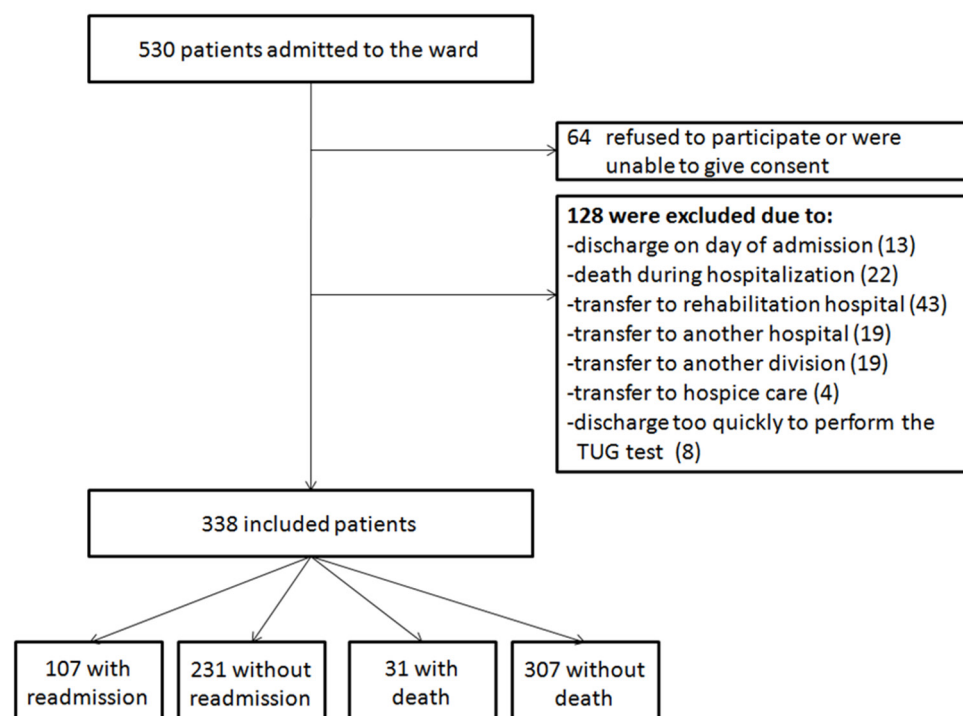 530 patients admitted to the ward
64 refused to participate or were
unable to give consent
128 were excluded due to:
-discharge on day of admission (13)
-death during hospitalization (22)
-transfer to rehabilitation hospital (43)
-transfer to another hospital (19)
-transfer to another division (19)
-transfer to hospice care (4)
-discharge too quickly to perform the
TUG test (8)
338 included patients
107 with
readmission
231 without
readmission
31 with
death
307 without
death